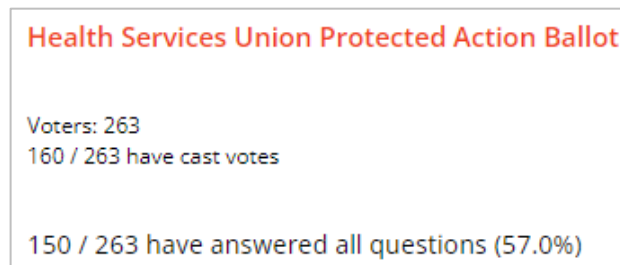 Health Services Union Protected Action Ballot
Voters: 263
160 / 263 have cast votes
150 / 263 have answered all questions (57.0%)